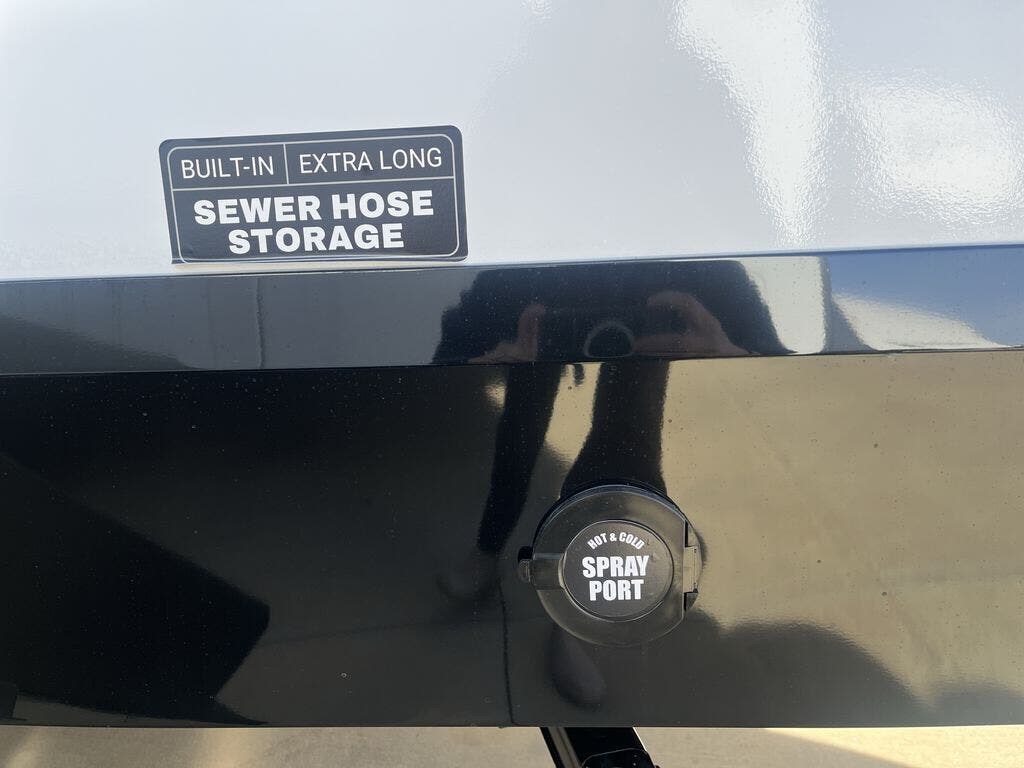 BUILT-IN | EXTRA LONG
SEWER HOSE
STORAGE
HOT & COLD
SPRAY
PORT